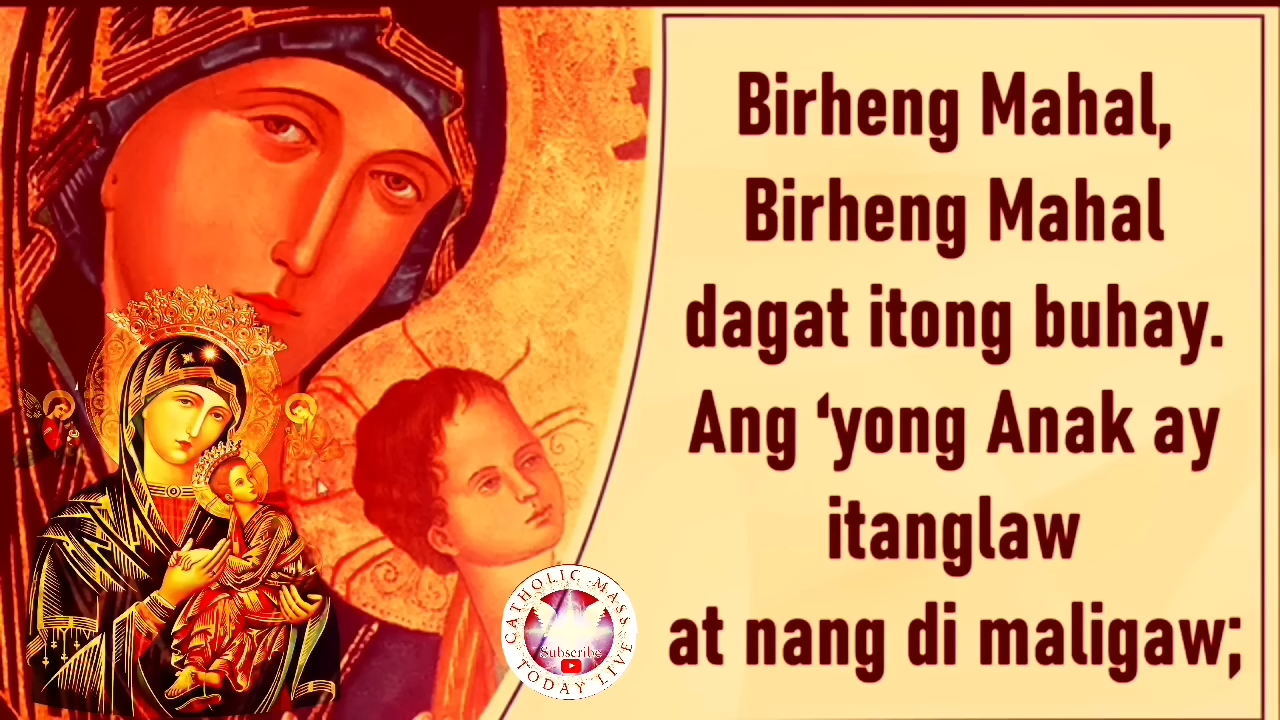 Birheng Mahal,
Birheng Mahal
dagat itong buhay.
Ang ‘yong Anak ay
itanglaw
at nang di maligaw;
CATHOLIC MASS
TODAY LIVE
Subscribe